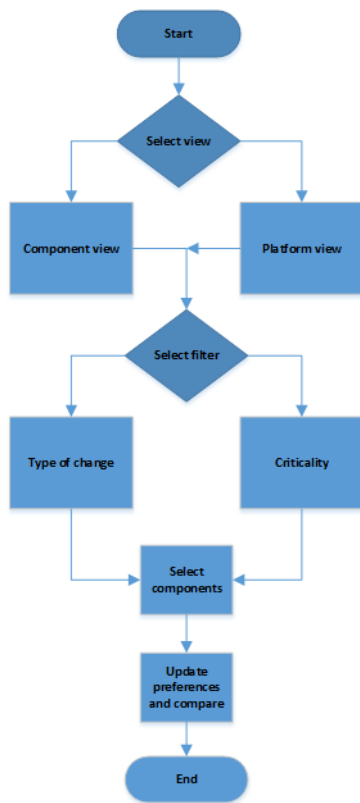 Start
Select view
Component view
Platform view
Select filter
Type of change
Criticality
Select
components
Update
preferences
and compare
End